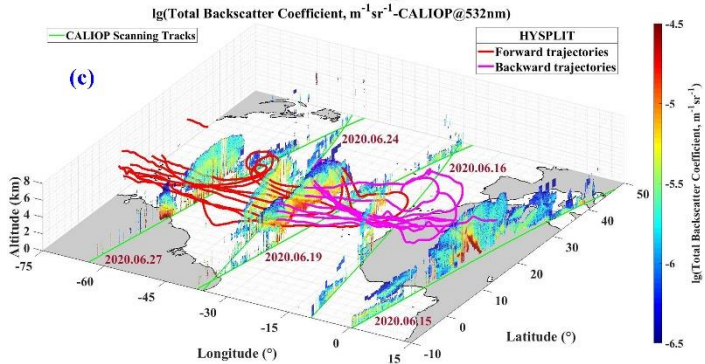 lg(Total Backscatter Coefficient, m⁻¹sr⁻¹-CALIOP@532nm)
CALIOP Scanning Tracks
HYSPLIT
Forward trajectories
Backward trajectories
(c)
2020.06.24
2020.06.16
2020.06.27
2020.06.19
2020.06.15
Altitude (km)
8
6
4
2
0
-75
-60
-45
-30
-15
0
15
Longitude (°)
-10
0
10
20
30
40
50
Latitude (°)
-4.5
-5
-5.5
-6
-6.5
lg(Total Backscatter Coefficient, m⁻¹sr⁻¹)